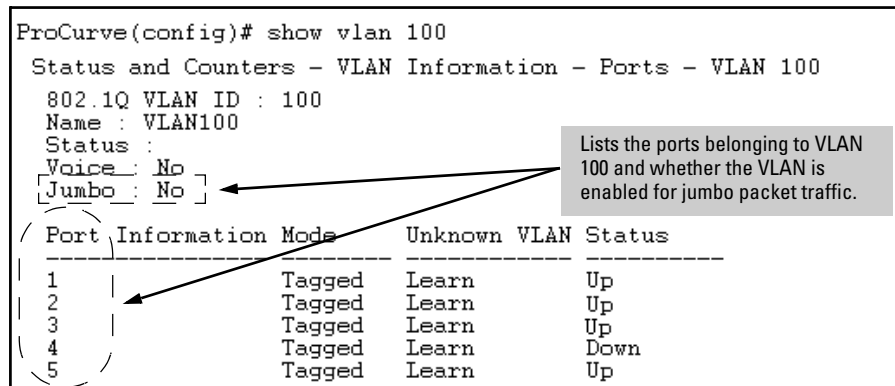 ProCurve(config)# show vlan 100
Status and Counters - VLAN Information - Ports - VLAN 100
802.1Q VLAN ID : 100
Name : VLAN100
Status :
Voice : No
Jumbo : No
Lists the ports belonging to VLAN
100 and whether the VLAN is
enabled for jumbo packet traffic.
Port Information Mode Unknown VLAN Status
---------------- -------- ------------ ----------
1 Tagged Learn Up
2 Tagged Learn Up
3 Tagged Learn Up
4 Tagged Learn Down
5 Tagged Learn Up